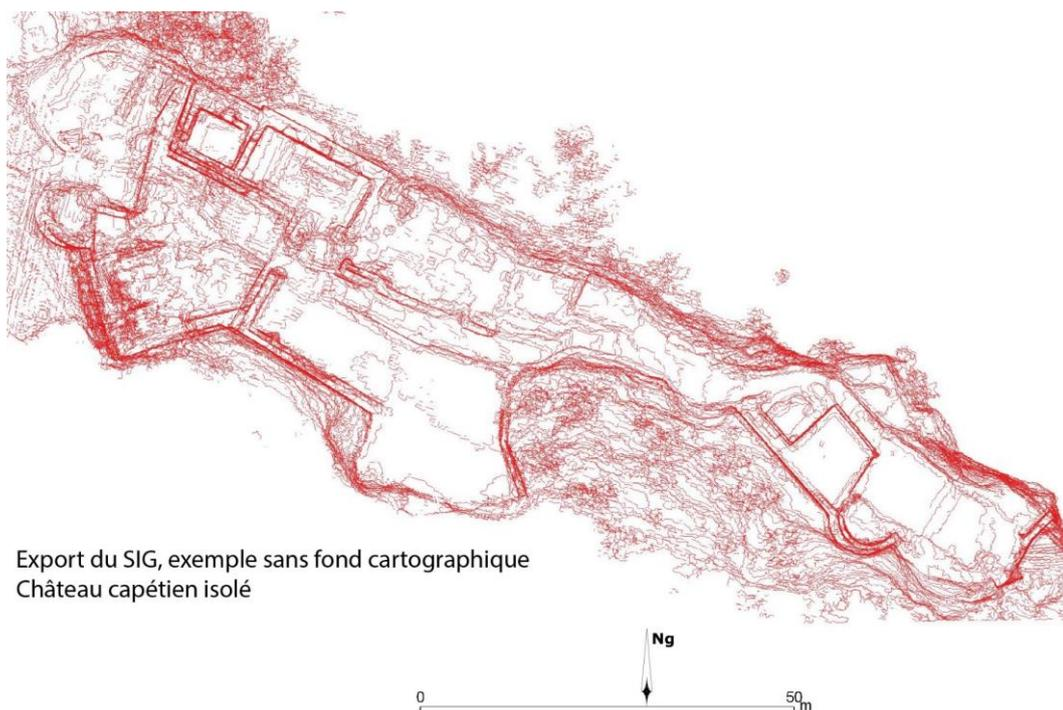 Export du SIG, exemple sans fond cartographique
Château capétien isolé
Ng
0 50 m